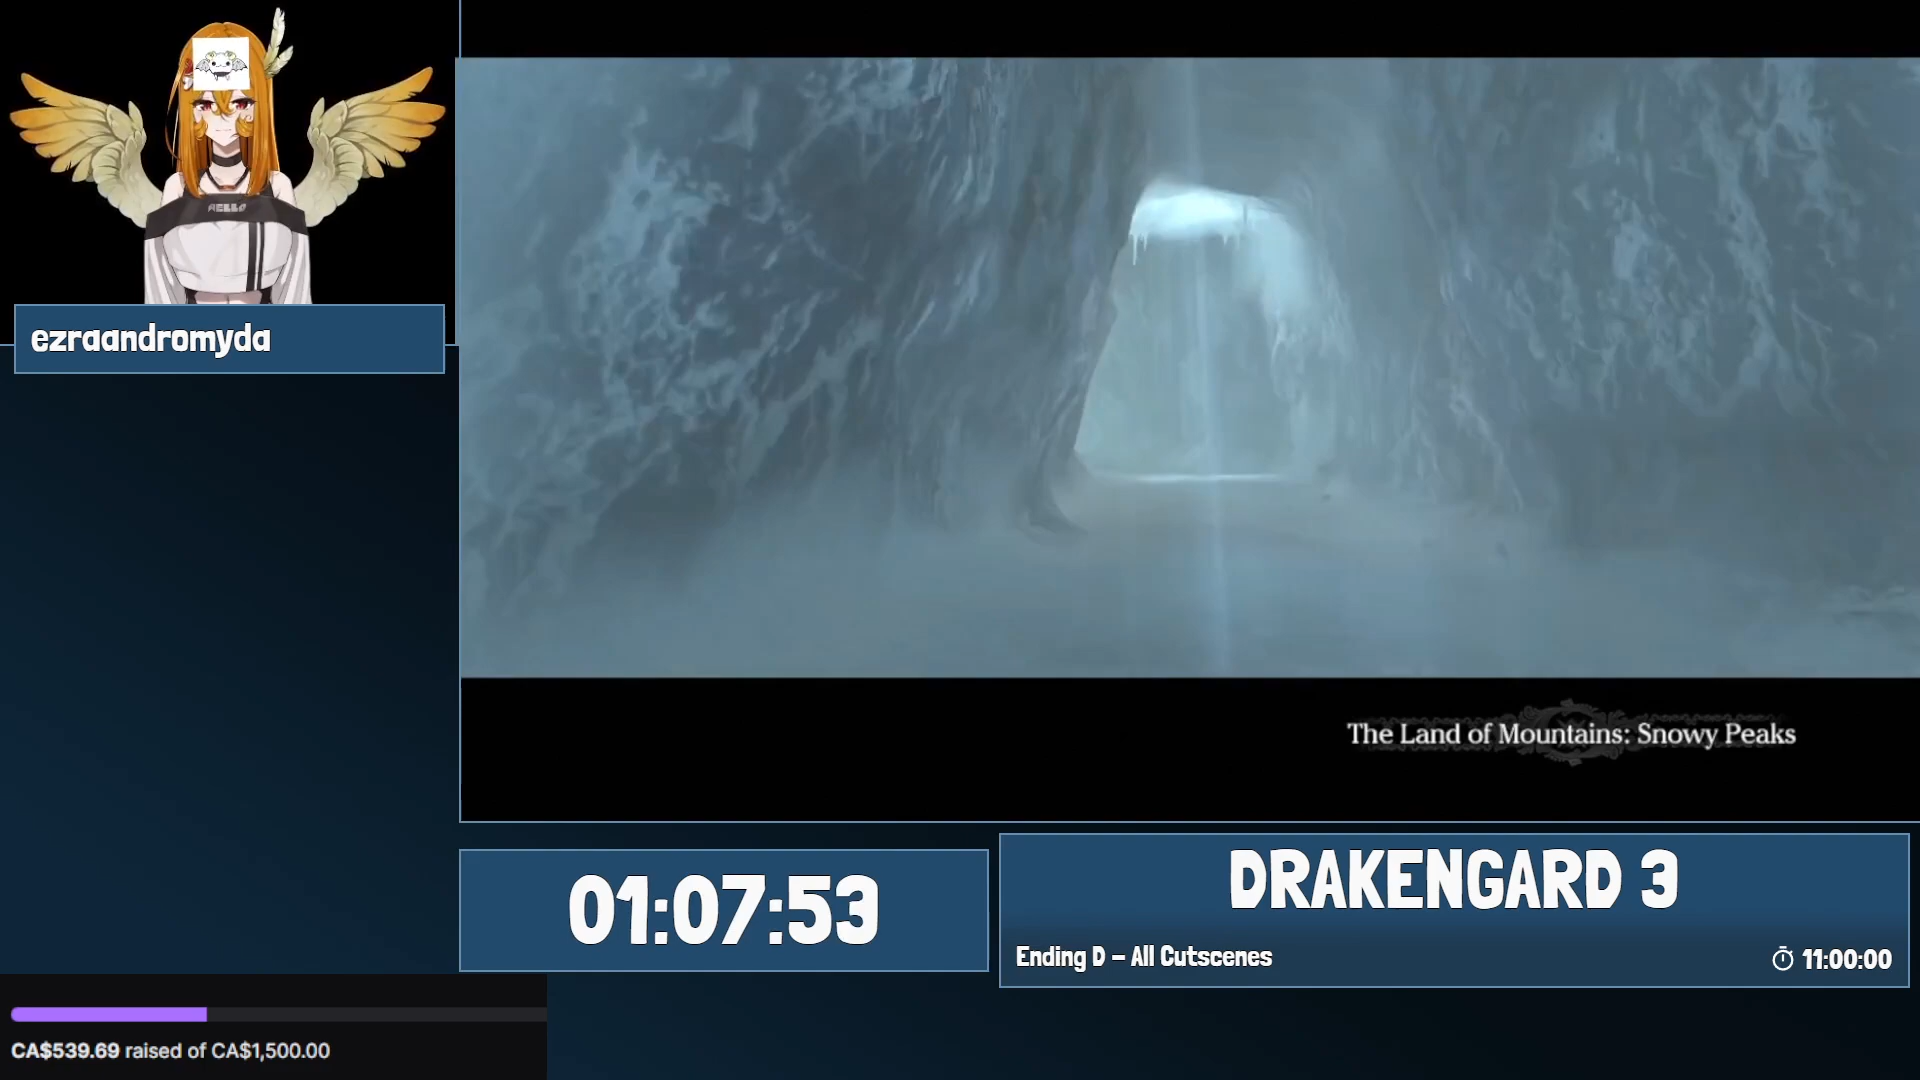 HELLO
ezraandromyda
The Land of Mountains: Snowy Peaks
01:07:53
DRAKENGARD 3
Ending D – All Cutscenes
11:00:00
CA$539.69 raised of CA$1,500.00